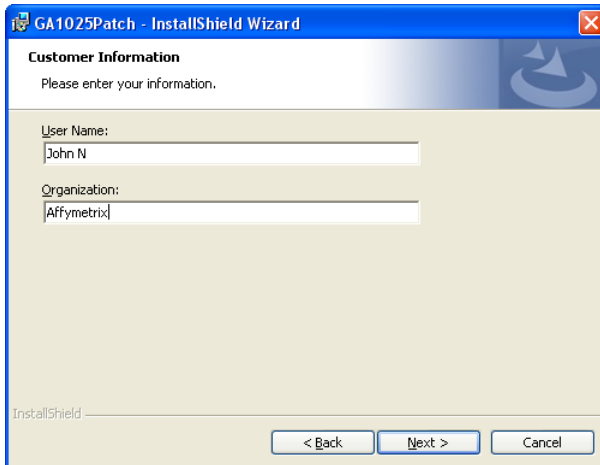 GA1025Patch - InstallShield Wizard
Customer Information
Please enter your information.
User Name:
John N
Organization:
Affymetrix
InstallShield
< Back Next > Cancel